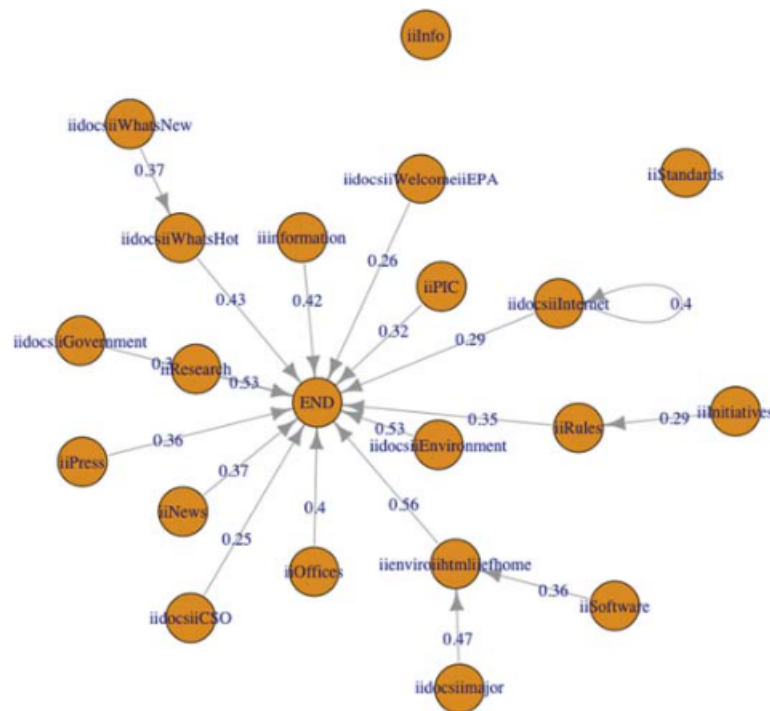 iiInfo
iidocsiiWhatsNew
0.37
iidocsiiWelcomeiiEPA
iiStandards
iidocsiiWhatsHot
iiinformation
0.26
iiPIC
0.43
0.42
iidocsiiInternet
0.4
0.32
iidocsiiGovernment
0.29
iiResearch
0.53
END
0.35
0.29
iiInitiatives
0.53
iiRules
iiPress
0.36
iidocsiiEnvironment
0.37
iiNews
0.4
0.56
0.25
iiOffices
iienviroiihtmliijefhome
0.36
iiSoftware
iidocsiiCSO
0.47
iidocsiimajor